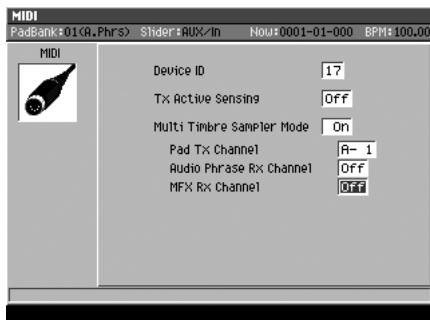 MIDI
PadBank:01(A.Phrs) Slider:AUX/In Now:0001-01-000 BPM:100.00
MIDI
Device ID 17
Tx Active Sensing Off
Multi Timbre Sampler Mode On
Pad Tx Channel A- 1
Audio Phrase Rx Channel Off
MFX Rx Channel Off